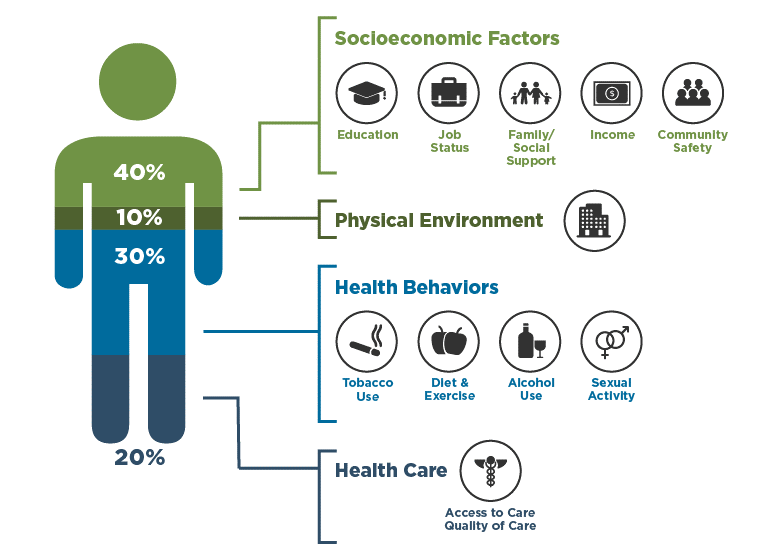 Socioeconomic Factors
Education
Job
Status
Family/
Social
Support
Income
$
Community
Safety
40%
10%
Physical Environment
30%
Health Behaviors
Tobacco
Use
Diet &
Exercise
Alcohol
Use
Sexual
Activity
20%
Health Care
Access to Care
Quality of Care